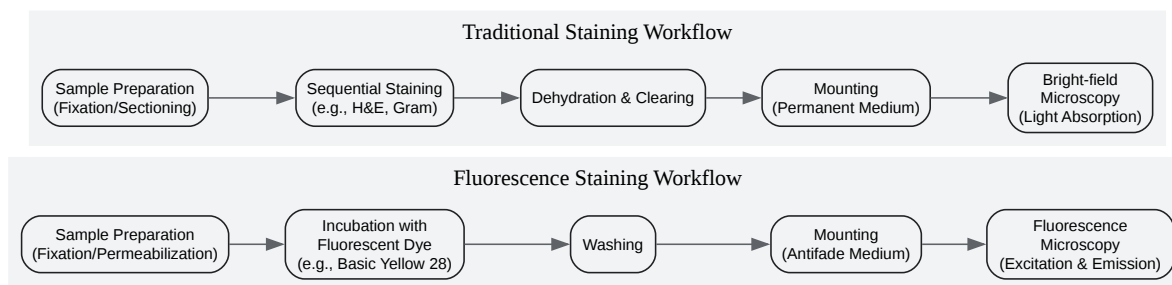 Traditional Staining Workflow
Sample Preparation
(Fixation/Sectioning)
Sequential Staining
(e.g., H&E, Gram)
Dehydration & Clearing
Mounting
(Permanent Medium)
Bright-field
Microscopy
(Light Absorption)
Fluorescence Staining Workflow
Sample Preparation
(Fixation/Permeabilization)
Incubation with
Fluorescent Dye
(e.g., Basic Yellow 28)
Washing
Mounting
(Antifade Medium)
Fluorescence
Microscopy
(Excitation & Emission)